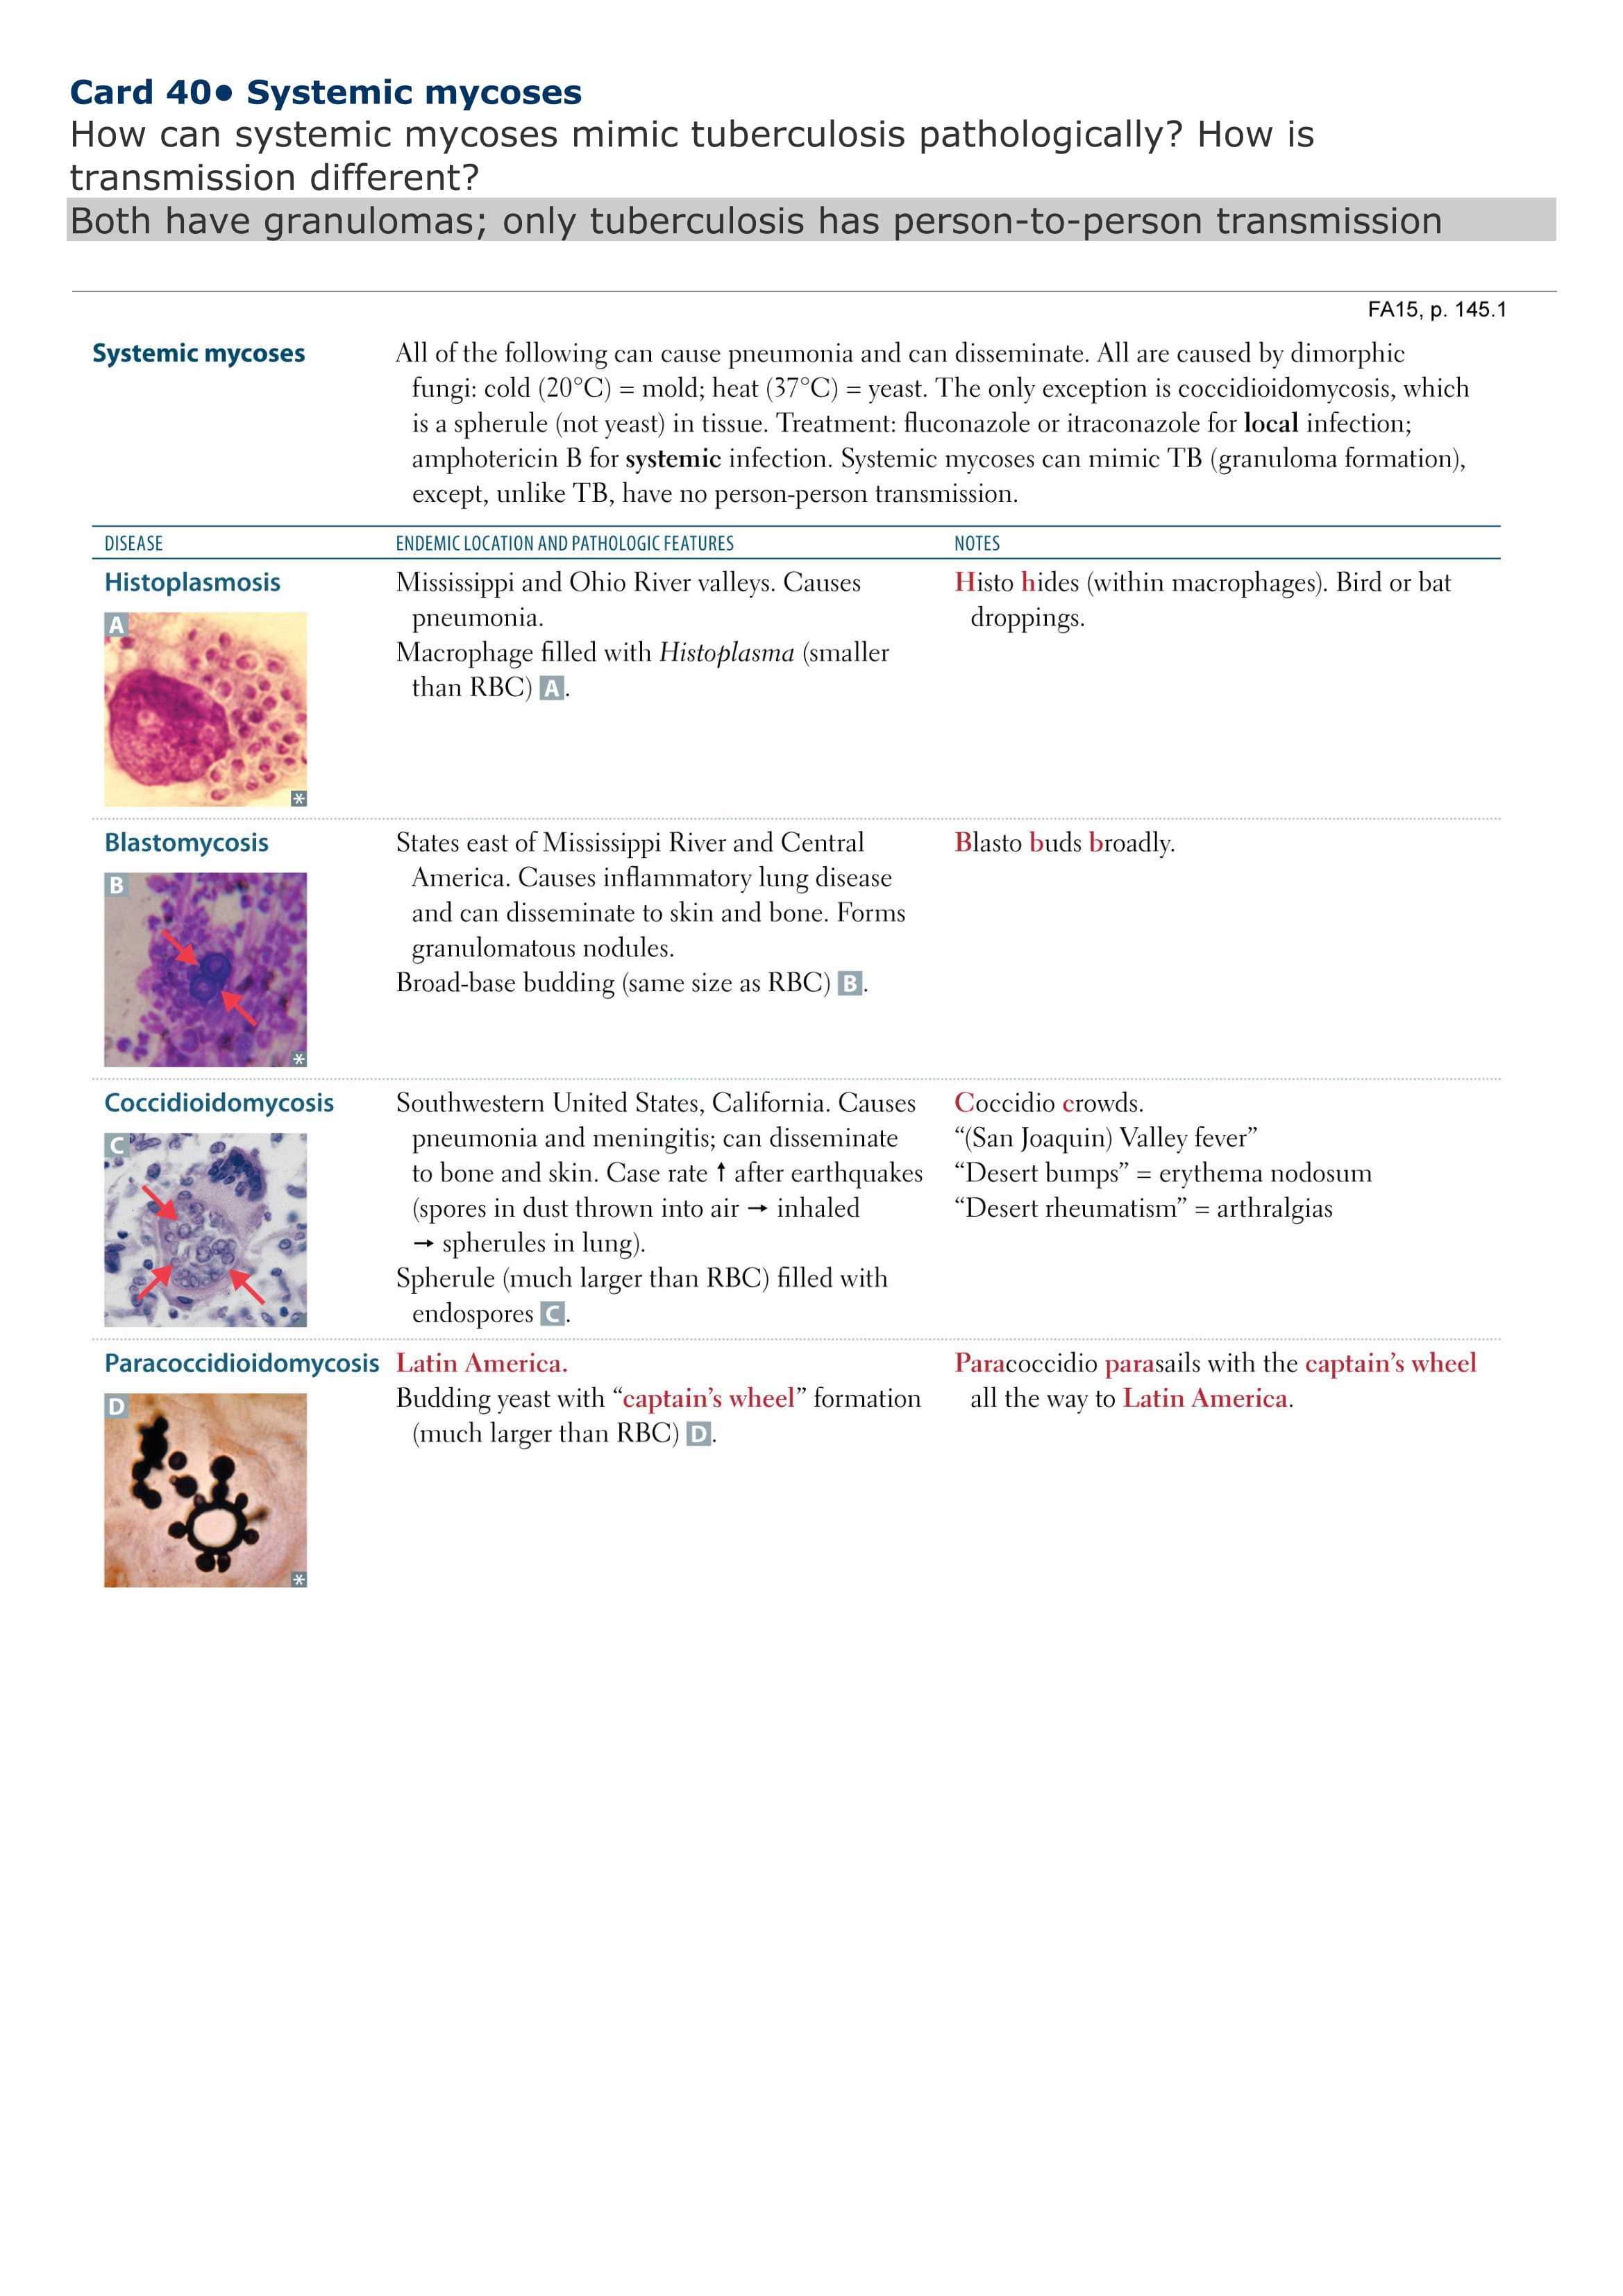 Card 40● Systemic mycoses
How can systemic mycoses mimic tuberculosis pathologically? How is
transmission different?
Both have granulomas; only tuberculosis has person-to-person transmission
FA15, p. 145.1
Systemic mycoses
All of the following can cause pneumonia and can disseminate. All are caused by dimorphic
fungi: cold (20°C) = mold; heat (37°C) = yeast. The only exception is coccidioidomycosis, which
is a spherule (not yeast) in tissue. Treatment: fluconazole or itraconazole for local infection;
amphotericin B for systemic infection. Systemic mycoses can mimic TB (granuloma formation),
except, unlike TB, have no person-person transmission.
DISEASE
ENDEMIC LOCATION AND PATHOLOGIC FEATURES
NOTES
Histoplasmosis
A
*
Mississippi and Ohio River valleys. Causes
pneumonia.
Macrophage filled with Histoplasma (smaller
than RBC) A.
Histo hides (within macrophages). Bird or bat
droppings.
Blastomycosis
B
*
States east of Mississippi River and Central
America. Causes inflammatory lung disease
and can disseminate to skin and bone. Forms
granulomatous nodules.
Broad-base budding (same size as RBC) B.
Blasto buds broadly.
Coccidioidomycosis
C
Southwestern United States, California. Causes
pneumonia and meningitis; can disseminate
to bone and skin. Case rate ↑ after earthquakes
(spores in dust thrown into air → inhaled
→ spherules in lung).
Spherule (much larger than RBC) filled with
endospores C.
Coccidio crowds.
“(San Joaquin) Valley fever”
“Desert bumps” = erythema nodosum
“Desert rheumatism” = arthralgias
Paracoccidioidomycosis
D
*
Latin America.
Budding yeast with “captain’s wheel” formation
(much larger than RBC) D.
Paracoccidio parasails with the captain’s wheel
all the way to Latin America.